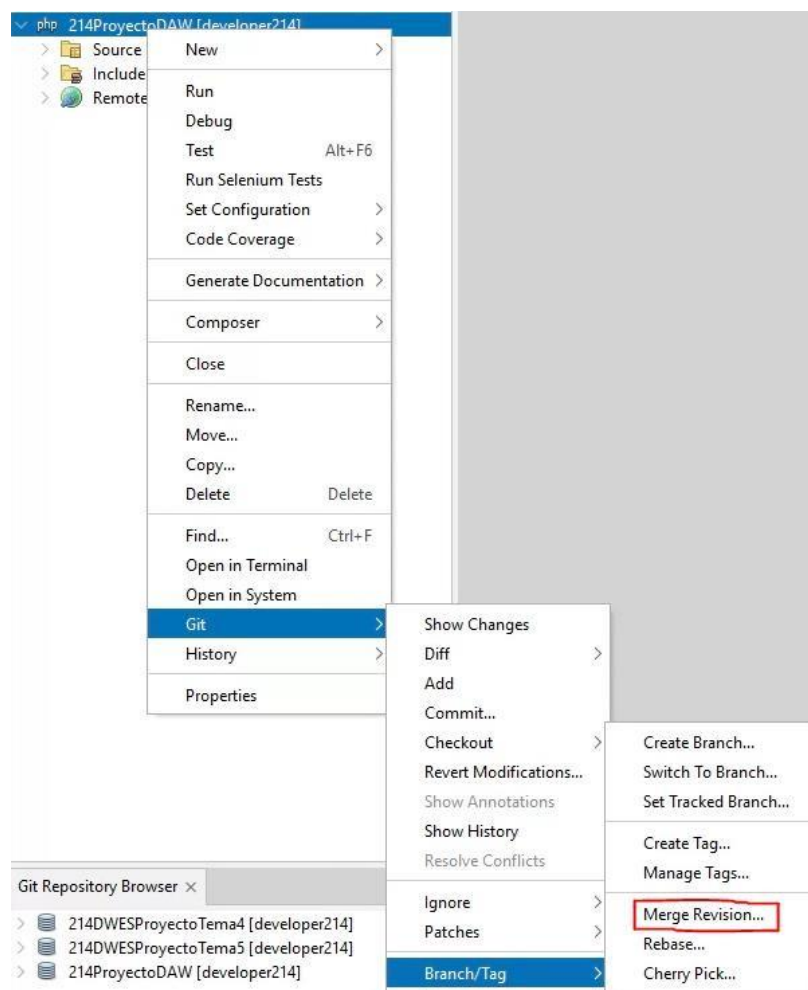 php 214ProyectoDAW [developer214]
Source
Include
Remote
New
Run
Debug
Test Alt+F6
Run Selenium Tests
Set Configuration
Code Coverage
Generate Documentation
Composer
Close
Rename...
Move...
Copy...
Delete Delete
Find... Ctrl+F
Open in Terminal
Open in System
Git
History
Properties
Show Changes
Diff
Add
Commit...
Checkout
Revert Modifications...
Show Annotations
Show History
Resolve Conflicts
Ignore
Patches
Branch/Tag
Create Branch...
Switch To Branch...
Set Tracked Branch...
Create Tag...
Manage Tags...
Merge Revision...
Rebase...
Cherry Pick...
Git Repository Browser ×
214DWESProyectoTema4 [developer214]
214DWESProyectoTema5 [developer214]
214ProyectoDAW [developer214]